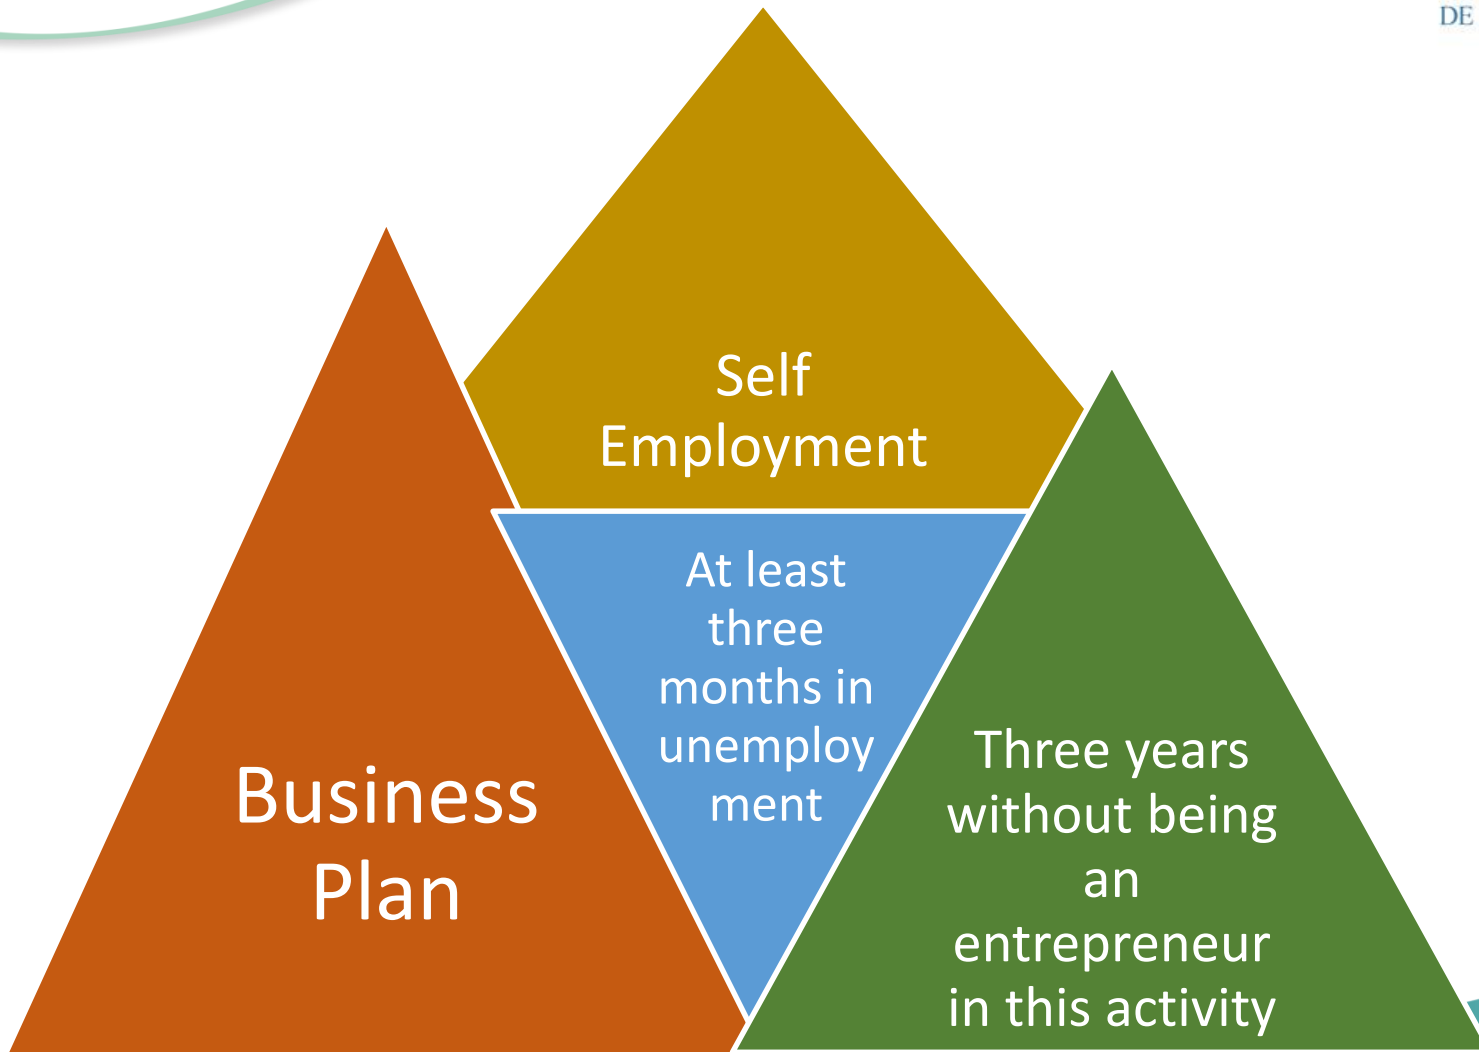 DE
Self
Employment
At least
three
months in
unemploy
ment
Business
Plan
Three years
without being
an
entrepreneur
in this activity